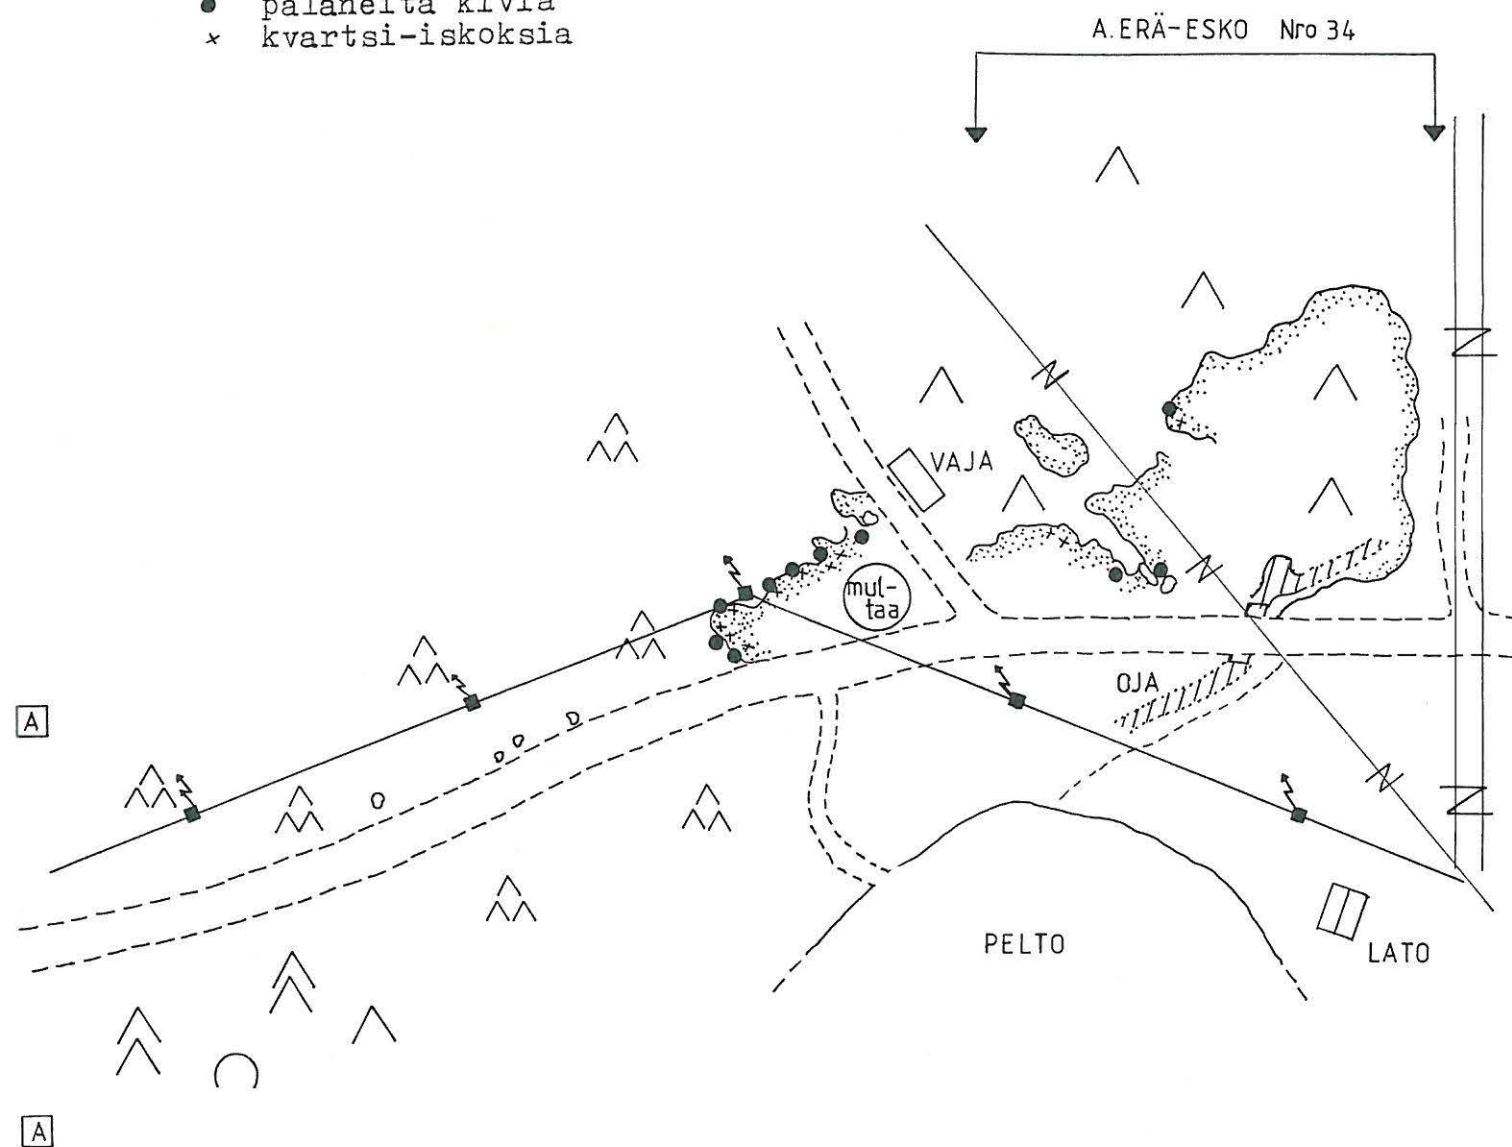 palaneita kiviä
× kvartsi-iskoksia
A. ERÄ-ESKO Nro 34
VAJA
mul-
taa
OJA
A
PELTO
LATO
A